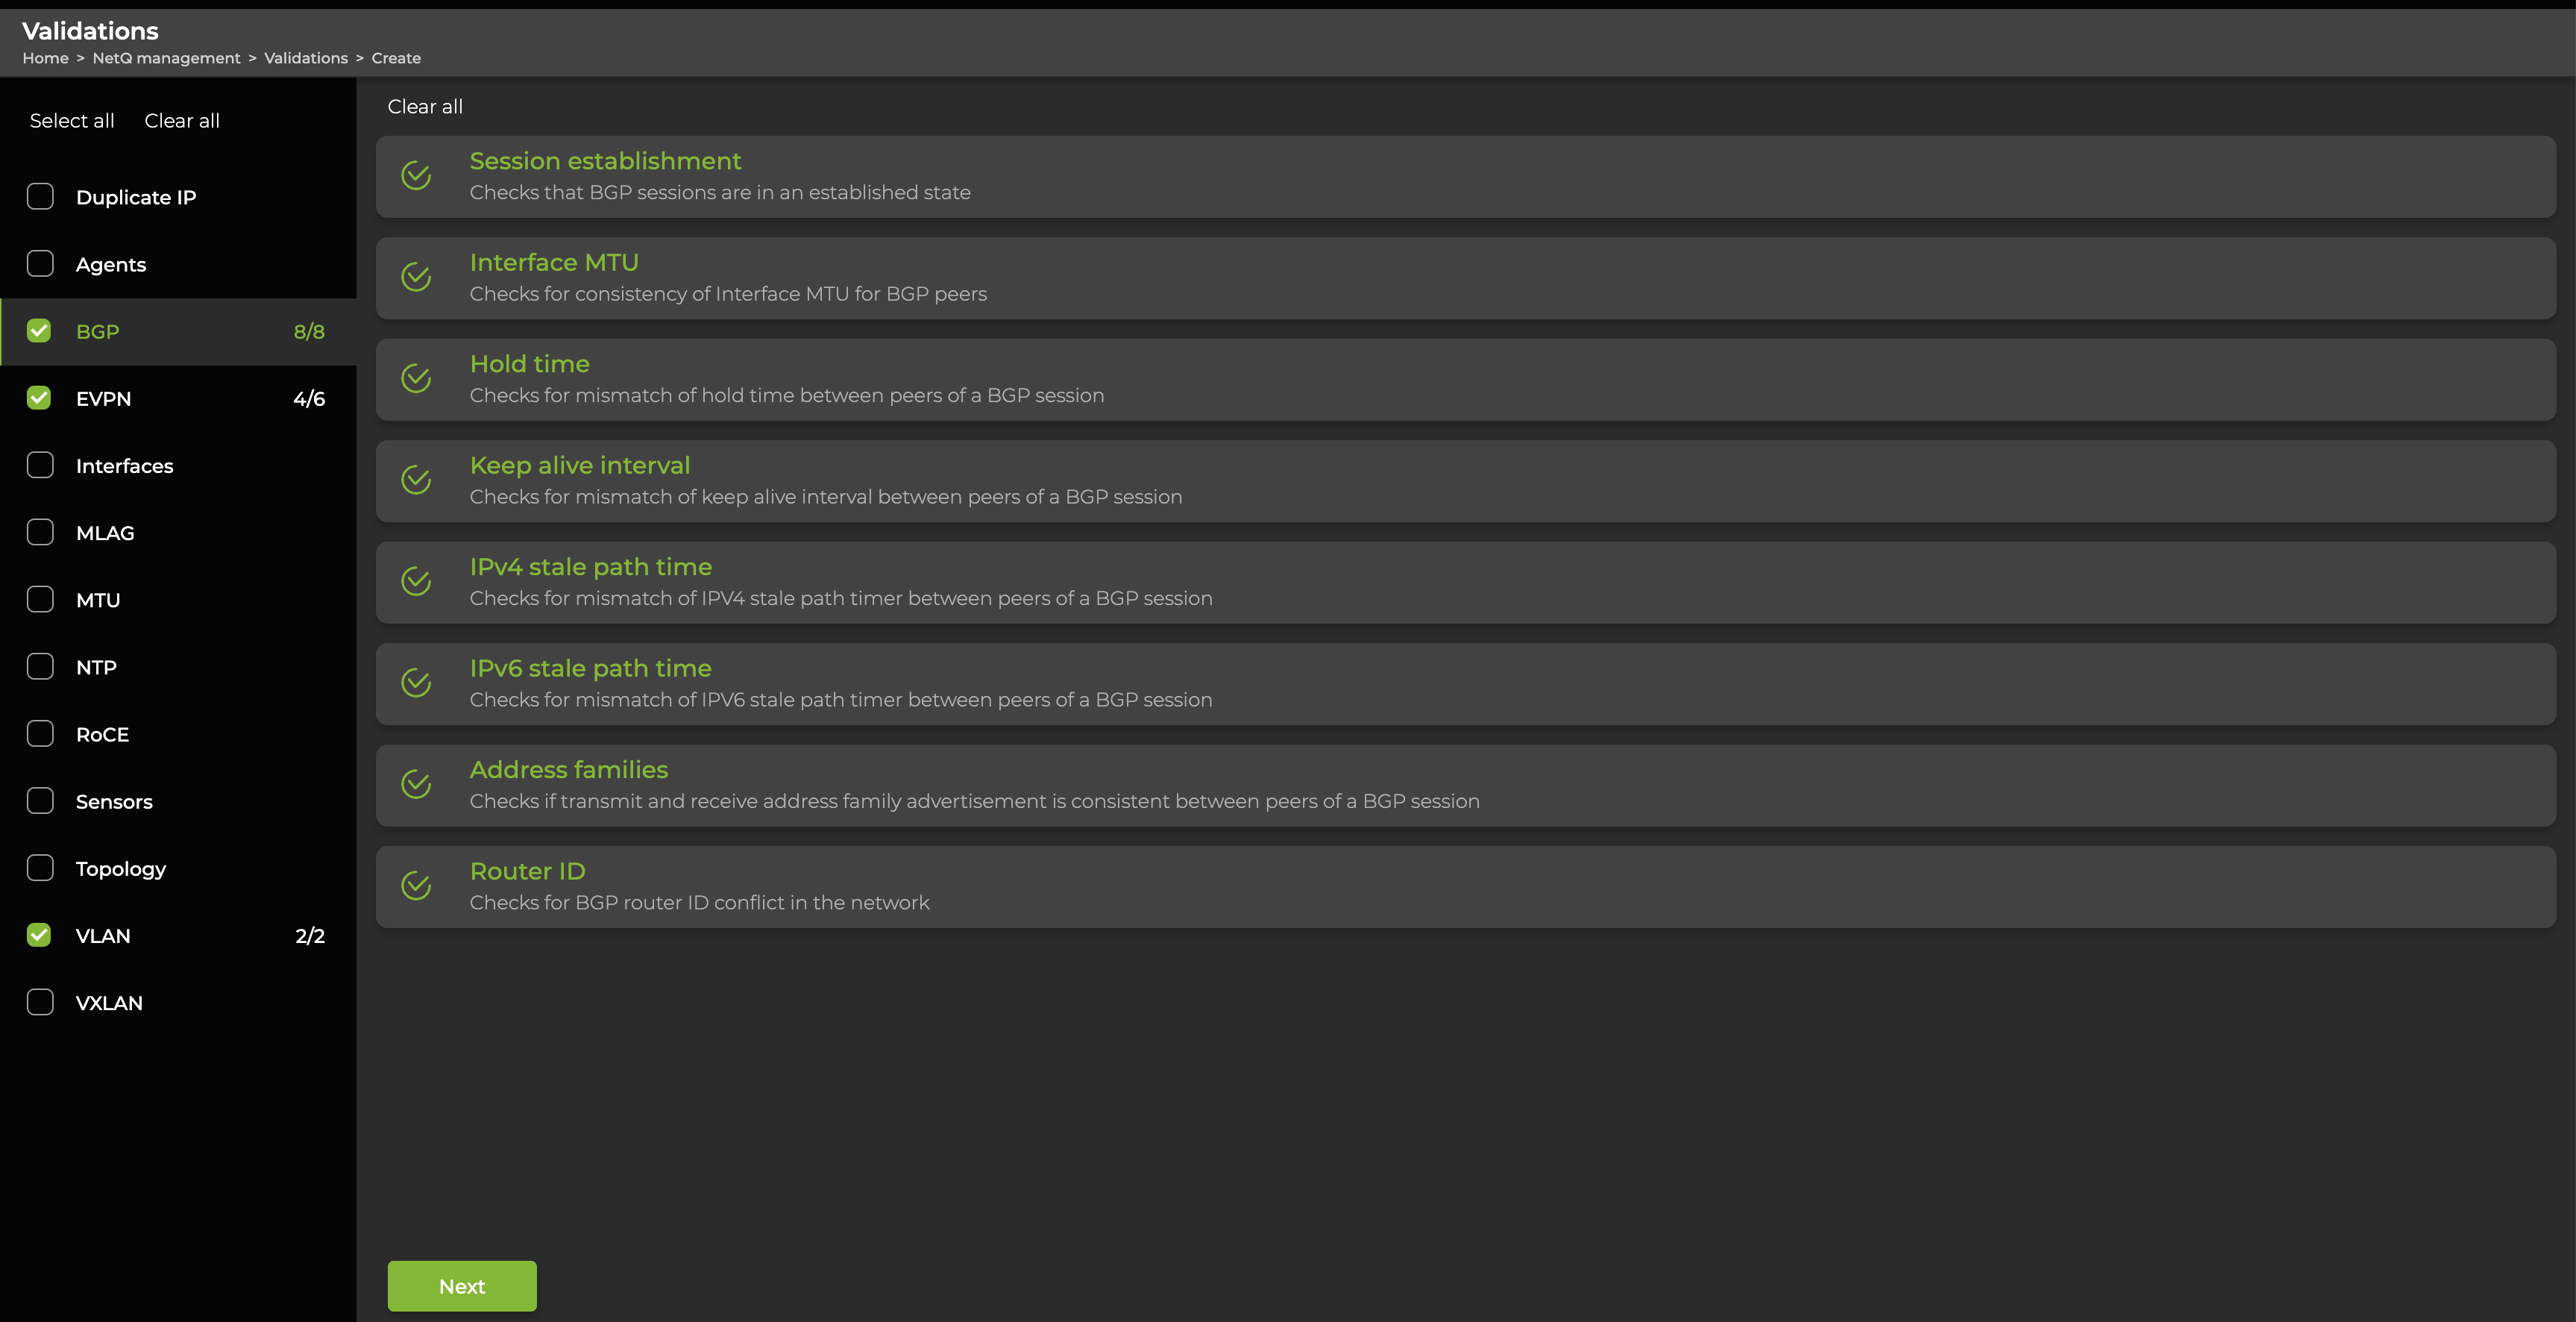 Validations
Home > NetQ management > Validations > Create
Select all Clear all
Duplicate IP
Agents
BGP 8/8
EVPN 4/6
Interfaces
MLAG
MTU
NTP
RoCE
Sensors
Topology
VLAN 2/2
VXLAN
Clear all
Session establishment
Checks that BGP sessions are in an established state
Interface MTU
Checks for consistency of Interface MTU for BGP peers
Hold time
Checks for mismatch of hold time between peers of a BGP session
Keep alive interval
Checks for mismatch of keep alive interval between peers of a BGP session
IPv4 stale path time
Checks for mismatch of IPV4 stale path timer between peers of a BGP session
IPv6 stale path time
Checks for mismatch of IPV6 stale path timer between peers of a BGP session
Address families
Checks if transmit and receive address family advertisement is consistent between peers of a BGP session
Router ID
Checks for BGP router ID conflict in the network
Next